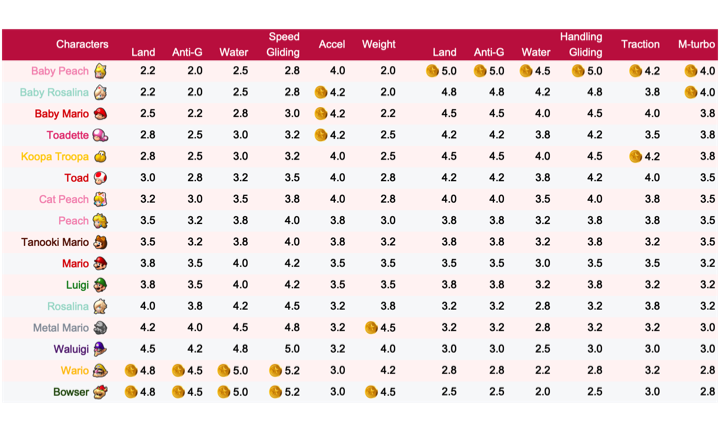 Characters Land Anti-G Water Speed Gliding Accel Weight Land Anti-G Water Handling Gliding Traction M-turbo
Baby Peach 2.2 2.0 2.5 2.8 4.0 2.0 5.0 5.0 4.5 5.0 4.2 4.0
Baby Rosalina 2.2 2.0 2.5 2.8 4.2 2.0 4.8 4.8 4.2 4.8 3.8 4.0
Baby Mario 2.5 2.2 2.8 3.0 4.2 2.2 4.5 4.5 4.0 4.5 4.0 3.8
Toadette 2.8 2.5 3.0 3.2 4.2 2.5 4.2 4.2 3.8 4.2 3.5 3.8
Koopa Troopa 2.8 2.5 3.0 3.2 4.0 2.5 4.5 4.5 4.0 4.5 4.2 3.8
Toad 3.0 2.8 3.2 3.5 4.0 2.8 4.2 4.2 3.8 4.2 4.0 3.5
Cat Peach 3.2 3.0 3.5 3.8 4.0 2.8 4.0 4.0 3.5 4.0 3.8 3.5
Peach 3.5 3.2 3.8 4.0 3.8 3.0 3.8 3.8 3.2 3.8 3.8 3.5
Tanooki Mario 3.5 3.2 3.8 4.0 3.8 3.2 3.8 3.8 3.2 3.8 3.2 3.5
Mario 3.8 3.5 4.0 4.2 3.5 3.5 3.5 3.5 3.0 3.5 3.5 3.2
Luigi 3.8 3.5 4.0 4.2 3.5 3.5 3.8 3.8 3.2 3.8 3.2 3.2
Rosalina 4.0 3.8 4.2 4.5 3.2 3.8 3.2 3.2 2.8 3.2 3.8 3.2
Metal Mario 4.2 4.0 4.5 4.8 3.2 4.5 3.2 3.2 2.8 3.2 3.2 3.0
Waluigi 4.5 4.2 4.8 5.0 3.2 4.0 3.0 3.0 2.5 3.0 3.0 3.0
Wario 4.8 4.5 5.0 5.2 3.0 4.2 2.8 2.8 2.2 2.8 3.2 2.8
Bowser 4.8 4.5 5.0 5.2 3.0 4.5 2.5 2.5 2.0 2.5 3.0 2.8